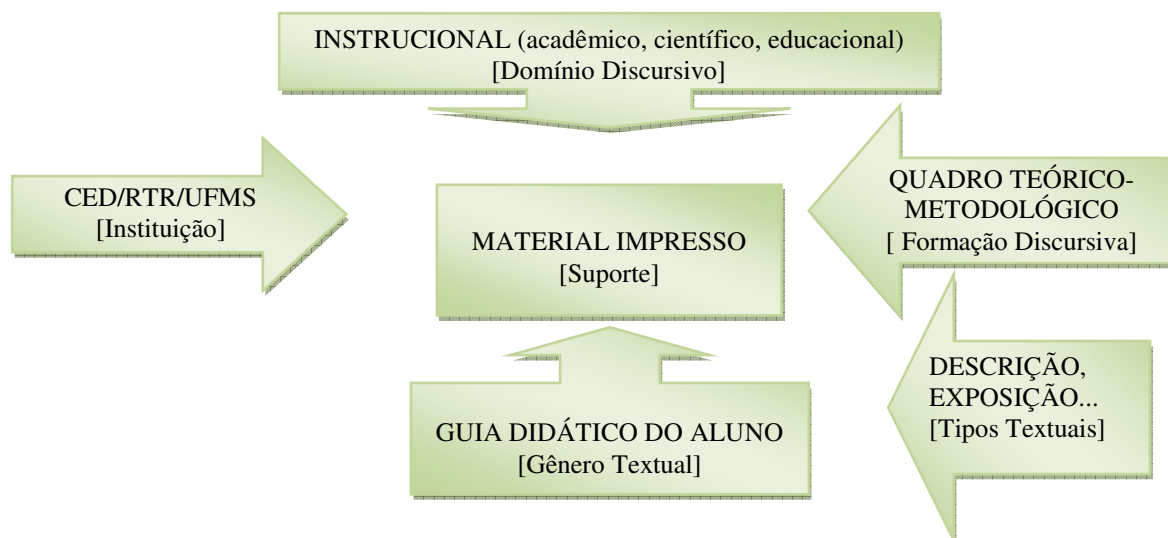 INSTRUCIONAL (acadêmico, científico, educacional)
[Domínio Discursivo]
CED/RTR/UFMS
[Instituição]
MATERIAL IMPRESSO
[Suporte]
QUADRO TEÓRICO-
METODOLÓGICO
[ Formação Discursiva]
GUIA DIDÁTICO DO ALUNO
[Gênero Textual]
DESCRIÇÃO,
EXPOSIÇÃO...
[Tipos Textuais]